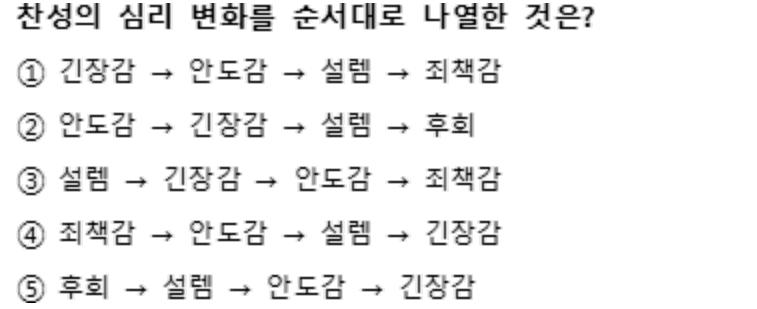 찬성의 심리 변화를 순서대로 나열한 것은?
① 긴장감 → 안도감 → 설렘 → 죄책감
② 안도감 → 긴장감 → 설렘 → 후회
③ 설렘 → 긴장감 → 안도감 → 죄책감
④ 죄책감 → 안도감 → 설렘 → 긴장감
⑤ 후회 → 설렘 → 안도감 → 긴장감